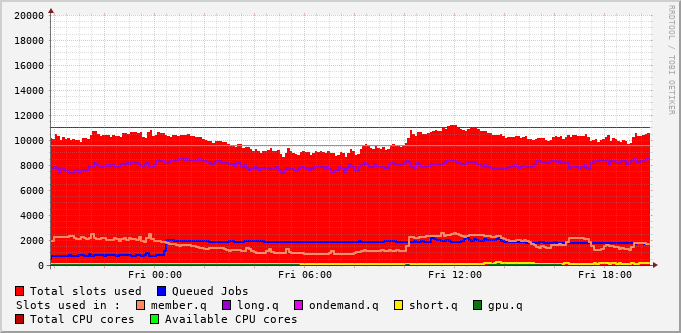 20000
18000
16000
14000
12000
10000
8000
6000
4000
2000
0
Fri 00:00 Fri 06:00 Fri 12:00 Fri 18:00
Total slots used Queued Jobs
Slots used in : member.q long.q ondemand.q short.q gpu.q
Total CPU cores Available CPU cores
RRDTOOL / TOBI OETIKER